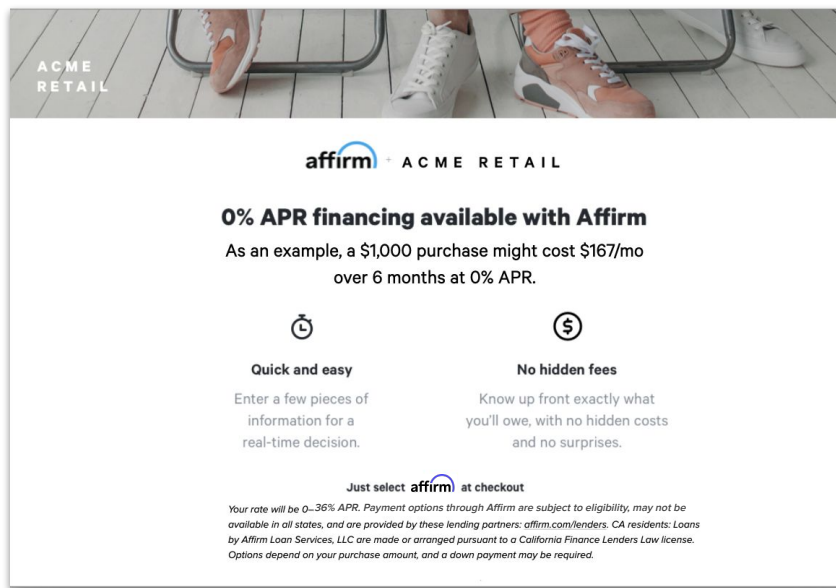 ACME
RETAIL
affirm + ACME RETAIL
0% APR financing available with Affirm
As an example, a $1,000 purchase might cost $167/mo
over 6 months at 0% APR.
Quick and easy
No hidden fees
Enter a few pieces of
information for a
real-time decision.
Know up front exactly what
you'll owe, with no hidden costs
and no surprises.
Just select affirm at checkout
Your rate will be 0–36% APR. Payment options through Affirm are subject to eligibility, may not be
available in all states, and are provided by these lending partners: affirm.com/lenders. CA residents: Loans
by Affirm Loan Services, LLC are made or arranged pursuant to a California Finance Lenders Law license.
Options depend on your purchase amount, and a down payment may be required.